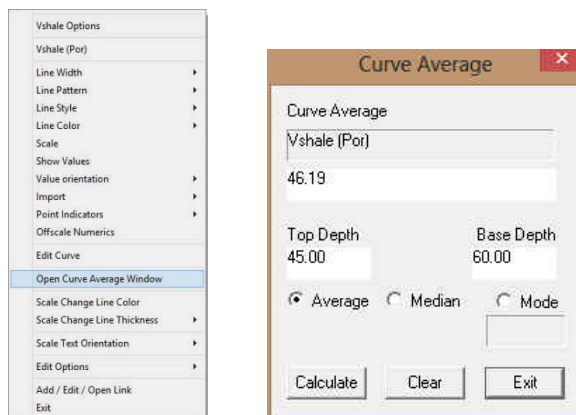 Vshale Options
Vshale (Por)
Line Width
Line Pattern
Line Style
Line Color
Scale
Show Values
Value orientation
Import
Point Indicators
Offscale Numerics
Edit Curve
Open Curve Average Window
Scale Change Line Color
Scale Change Line Thickness
Scale Text Orientation
Edit Options
Add / Edit / Open Link
Exit
Curve Average
Curve Average
Vshale (Por)
46.19
Top Depth Base Depth
45.00 60.00
Average Median Mode
Calculate Clear Exit